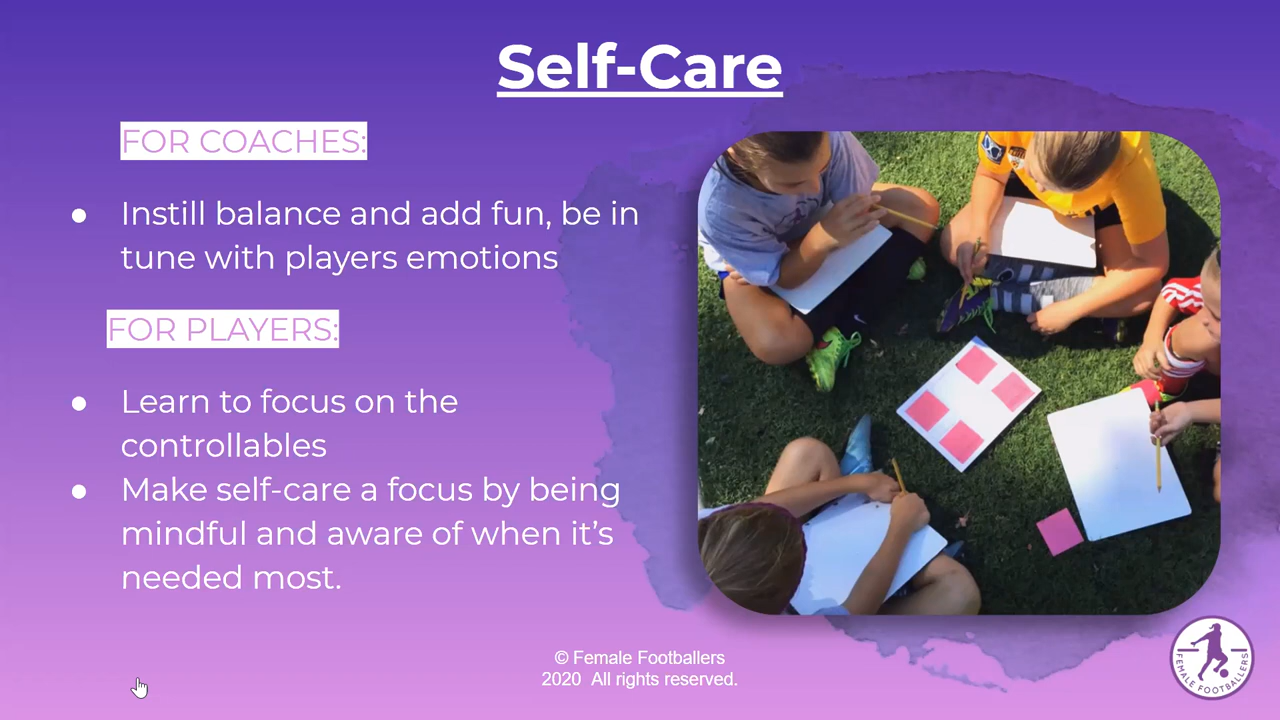 Self-Care
FOR COACHES:
● Instill balance and add fun, be in
tune with players emotions
FOR PLAYERS:
● Learn to focus on the
controllables
● Make self-care a focus by being
mindful and aware of when it’s
needed most.
© Female Footballers
2020 All rights reserved.
FEMALE FOOTBALLERS